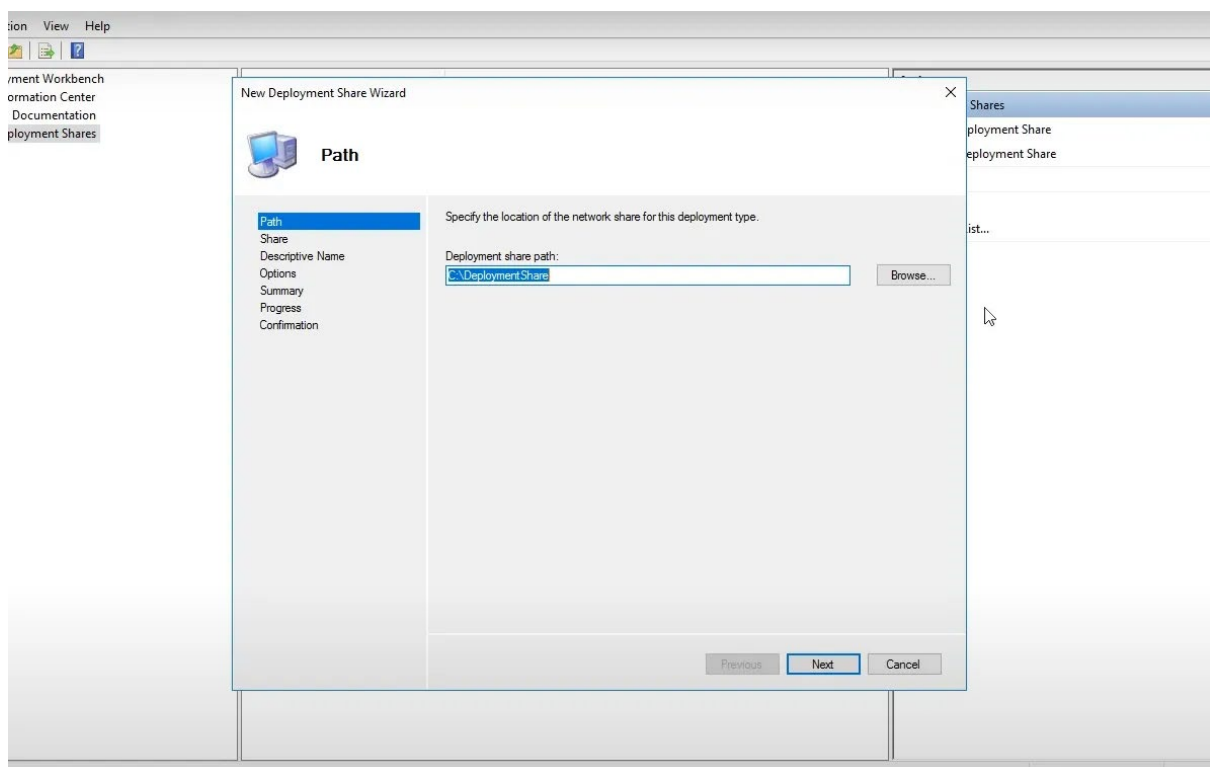 tion View Help
yment Workbench
ormation Center
Documentation
ployment Shares
New Deployment Share Wizard
Path
Path
Share
Descriptive Name
Options
Summary
Progress
Confirmation
Specify the location of the network share for this deployment type.
Deployment share path:
C:\DeploymentShare
Browse...
Previous
Next
Cancel
Shares
ployment Share
eployment Share
ist...